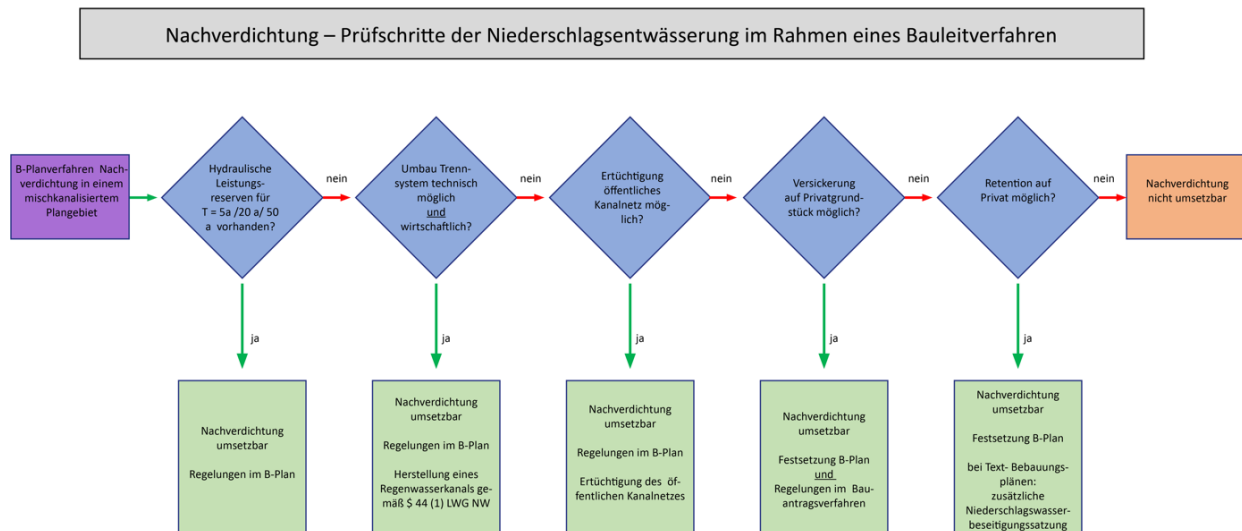 Nachverdichtung – Prüfschritte der Niederschlagsentwässerung im Rahmen eines Bauleitverfahren
B-Planverfahren Nach-
verdichtung in einem
mischkanalisiertem
Plangebiet
Hydraulische
Leistungs-
reserven für
T = 5a /20 a/ 50
a vorhanden?
nein
Umbau Trenn-
system technisch
möglich
und
wirtschaftlich?
nein
Ertüchtigung
öffentliches
Kanalnetz mög-
lich?
nein
Versickerung
auf Privatgrund-
stück möglich?
nein
Retention auf
Privat möglich?
nein
Nachverdichtung
nicht umsetzbar
ja
ja
ja
ja
ja
Nachverdichtung
umsetzbar
Regelungen im B-Plan
Nachverdichtung
umsetzbar
Regelungen im B-Plan
Herstellung eines
Regenwasserkanals ge-
mäß $ 44 (1) LWG NW
Nachverdichtung
umsetzbar
Regelungen im B-Plan
Ertüchtigung des öf-
fentlichen Kanalnetzes
Nachverdichtung
umsetzbar
Festsetzung B-Plan
und
Regelungen im Bau-
antragsverfahren
Nachverdichtung
umsetzbar
Festsetzung B-Plan
bei Text- Bebauungs-
plänen:
zusätzliche
Niederschlagswasser-
beseitigungssatzung